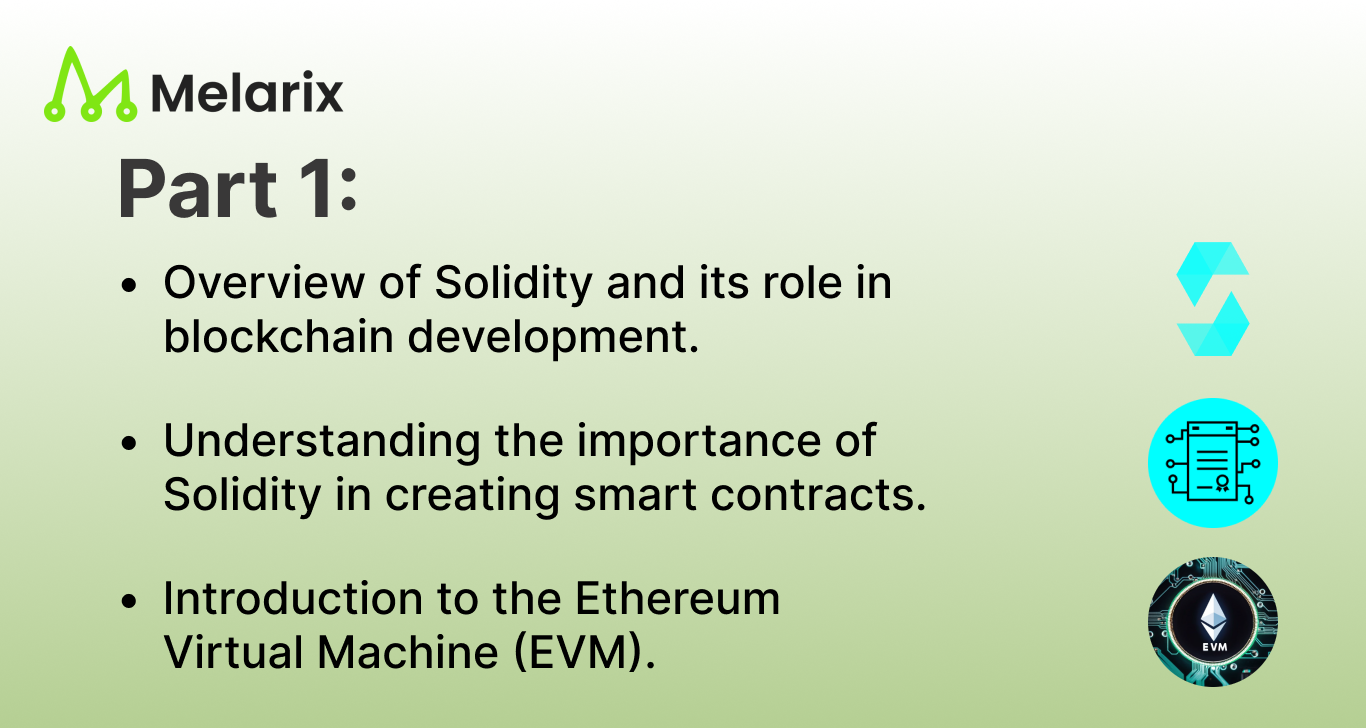 Melarix
Part 1:
• Overview of Solidity and its role in
blockchain development.
• Understanding the importance of
Solidity in creating smart contracts.
• Introduction to the Ethereum
Virtual Machine (EVM).
EVM